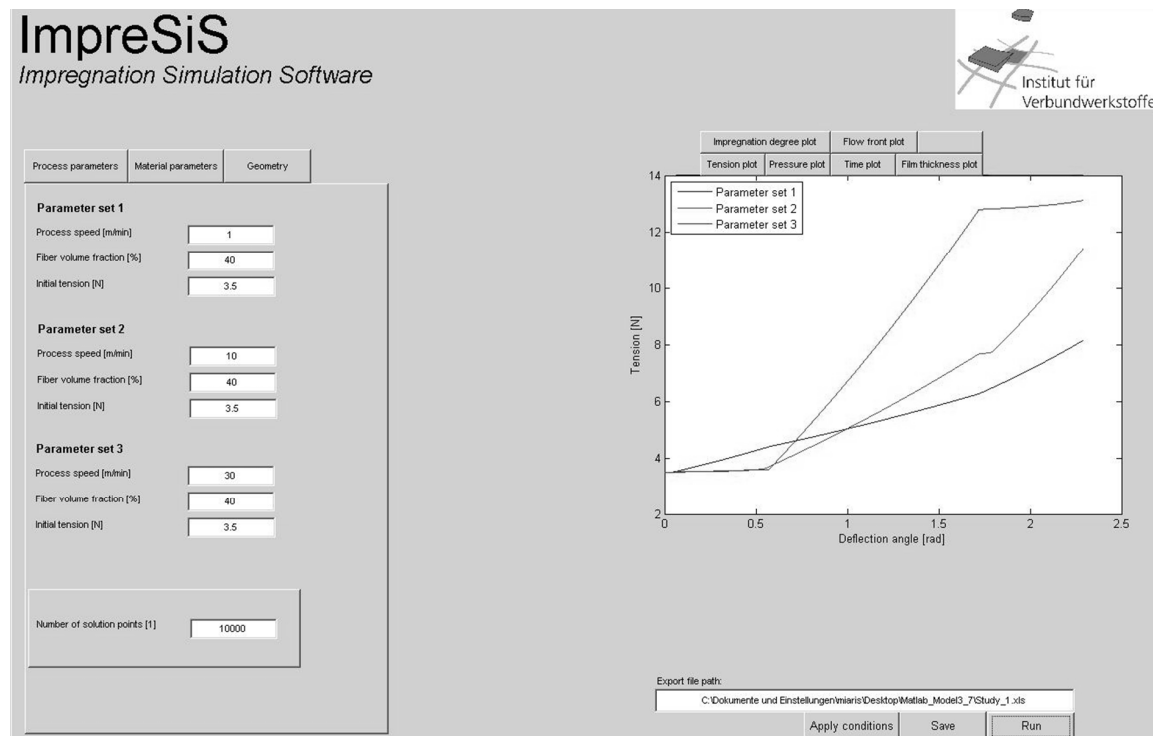 ImpreSiS
Impregnation Simulation Software
Institut für
Verbundwerkstoffe
Process parameters Material parameters Geometry
Parameter set 1
Process speed [m/min] 1
Fiber volume fraction [%] 40
Initial tension [N] 3.5
Parameter set 2
Process speed [m/min] 10
Fiber volume fraction [%] 40
Initial tension [N] 3.5
Parameter set 3
Process speed [m/min] 30
Fiber volume fraction [%] 40
Initial tension [N] 3.5
Number of solution points [1] 10000
Impregnation degree plot Flow front plot
Tension plot Pressure plot Time plot Film thickness plot
Parameter set 1
Parameter set 2
Parameter set 3
14
12
10
8
6
4
2
Tension [N]
0 0.5 1 1.5 2 2.5
Deflection angle [rad]
Export file path:
C:\Dokumente und Einstellungen\miaris\Desktop\Matlab_Model3_7\Study_1.xls
Apply conditions Save Run